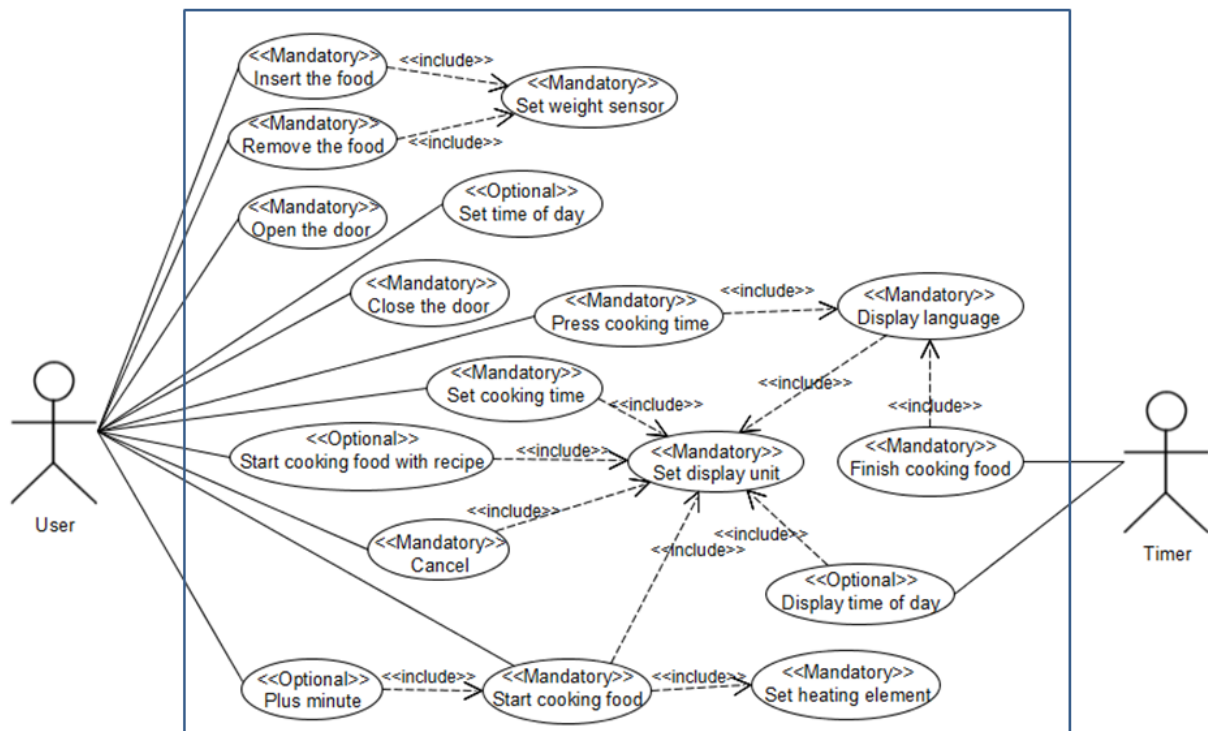 <<Mandatory>>
Insert the food
<<include>>
<<Mandatory>>
Set weight sensor
<<Mandatory>>
Remove the food
<<include>>
<<Optional>>
Set time of day
<<Mandatory>>
Open the door
<<Mandatory>>
Close the door
<<Mandatory>>
Press cooking time
<<include>>
<<Mandatory>>
Display language
<<include>>
<<include>>
<<Mandatory>>
Set cooking time
<<include>>
<<Optional>>
Start cooking food with recipe
<<include>>
<<Mandatory>>
Set display unit
<<Mandatory>>
Finish cooking food
User
Timer
<<include>>
<<Mandatory>>
Cancel
<<include>>
<<include>>
<<Optional>>
Display time of day
<<Optional>>
Plus minute
<<include>>
<<Mandatory>>
Start cooking food
<<include>>
<<Mandatory>>
Set heating element